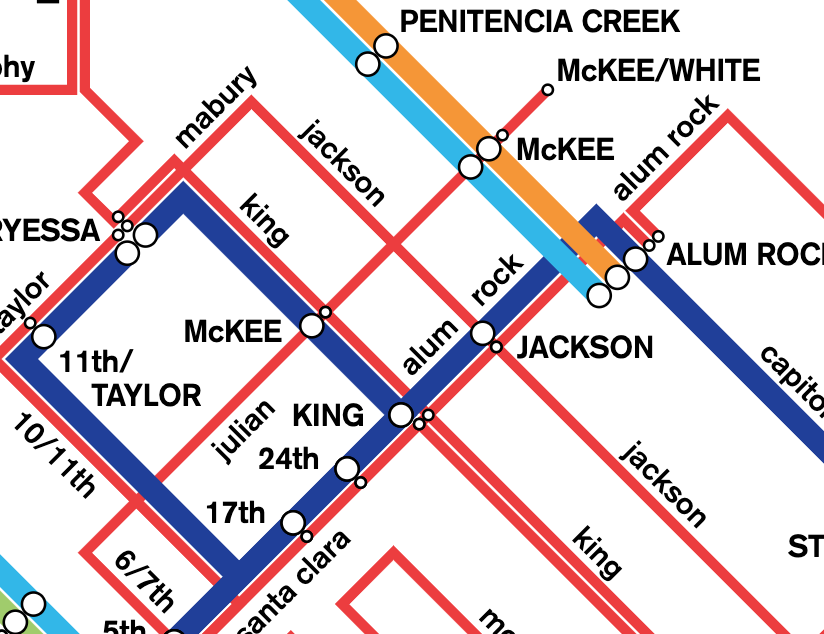 PENITENCIA CREEK
phy
McKEE/WHITE
mabury
alum rock
jackson
McKEE
king
RYESSA
ALUM ROC
rock
taylor
McKEE
alum
JACKSON
11th/
TAYLOR
capito
julian
KING
10/11th
24th
jackson
17th
king
ST
6/7th
santa clara
5th